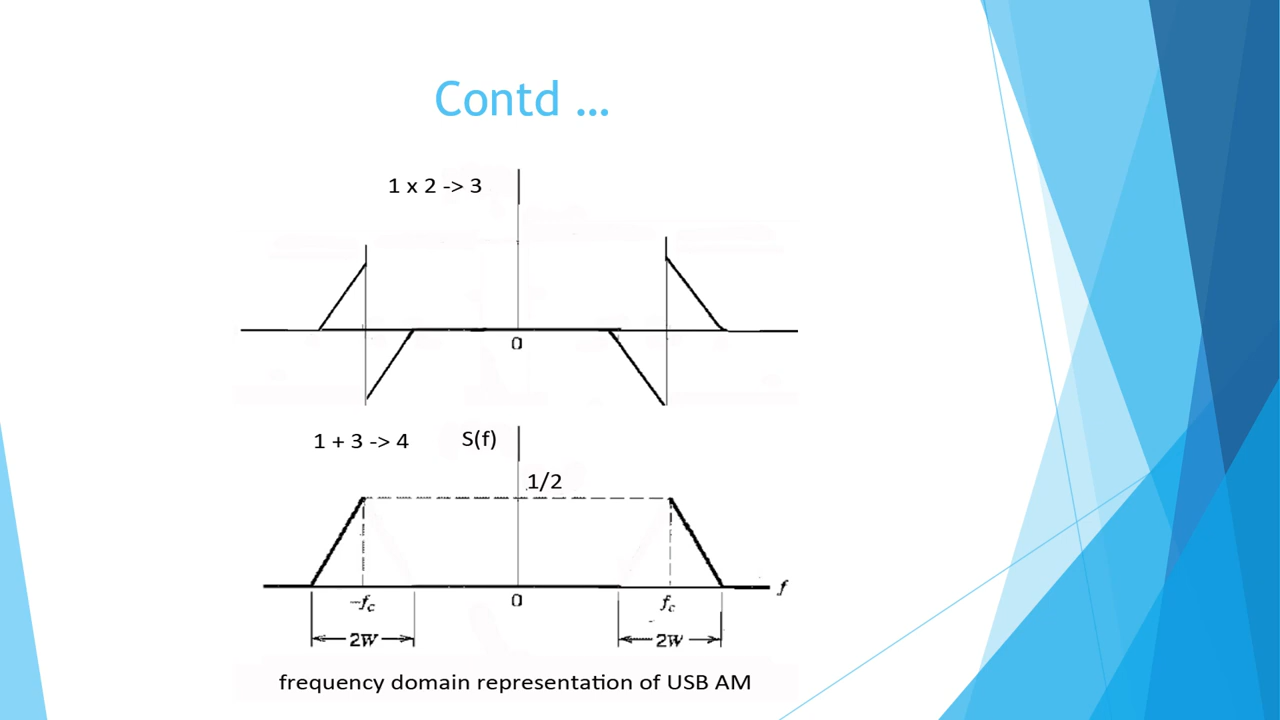 Contd ...
1 x 2 -> 3
0
1 + 3 -> 4
S(f)
1/2
f
-fc
0
fc
2W
2W
frequency domain representation of USB AM